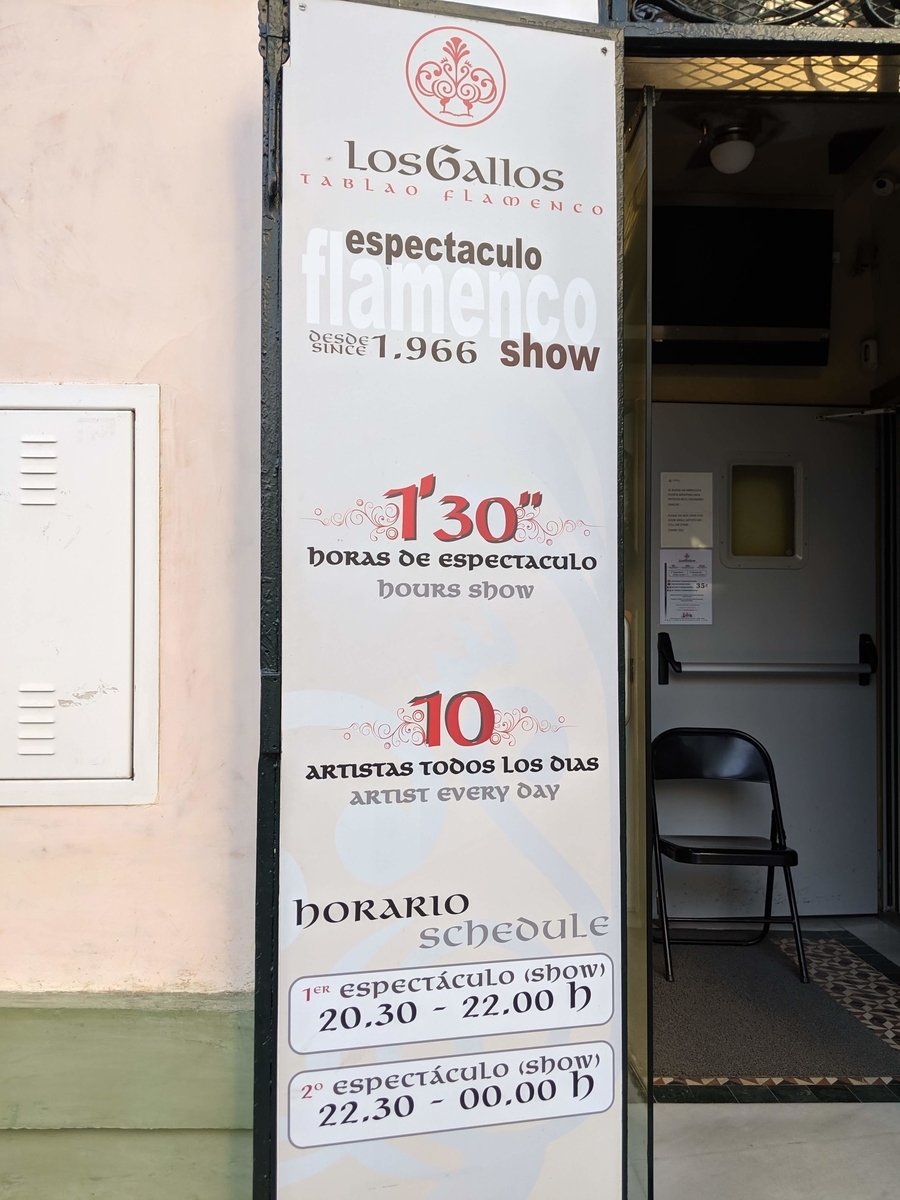 LosGallos
TABLAO FLAMENCO
espectaculo
flamenco
DESDE
SINCE 1.966 show
1'30"
HORAS DE ESPECTACULO
HOURS SHOW
10
ARTISTAS TODOS LOS DIAS
ARTIST EVERY DAY
HORARIO
SCHEDULE
1ER ESPECTÁCULO (SHOW)
20.30 - 22.00 h
2º ESPECTÁCULO (SHOW)
22.30 - 00.00 h
35